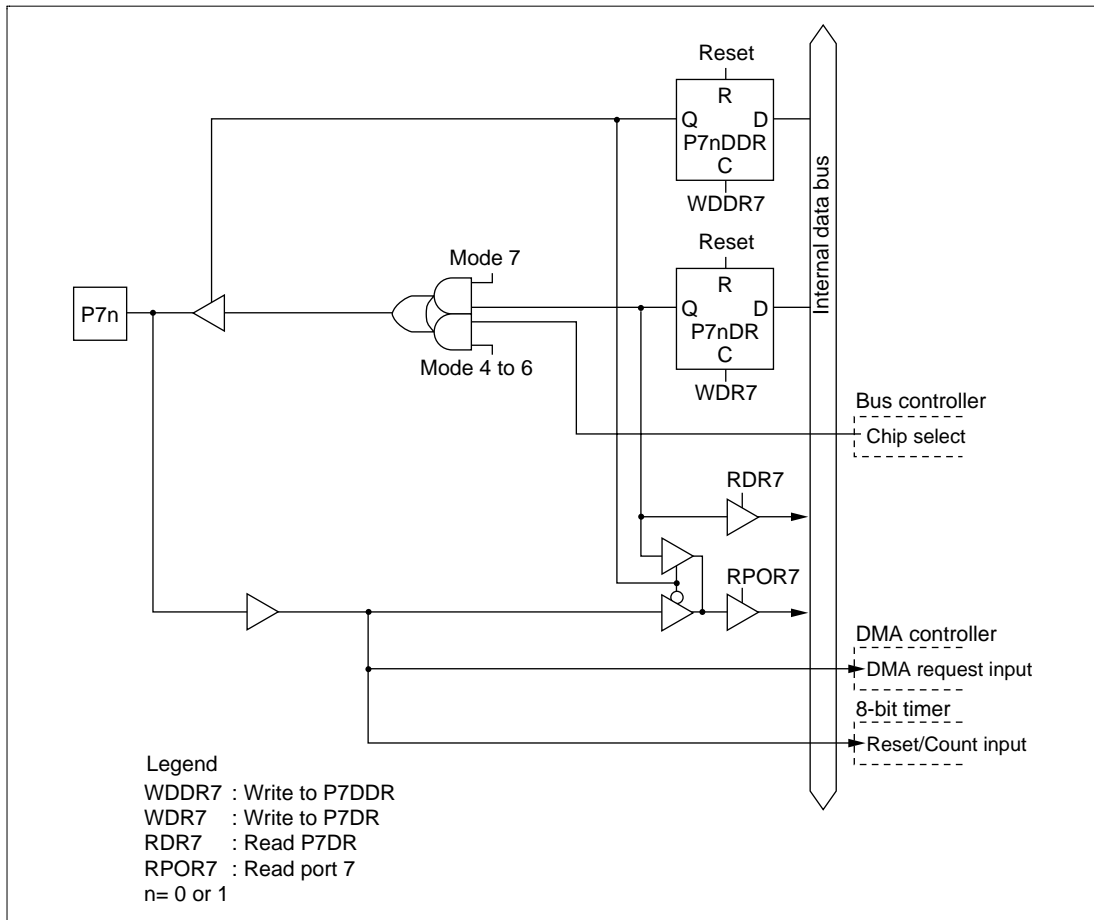 Reset
R
Q D
P7nDDR
C
WDDR7
Reset
R
Q D
P7nDR
C
WDR7
Internal data bus
Mode 7
P7n
Mode 4 to 6
Bus controller
Chip select
RDR7
RPOR7
DMA controller
DMA request input
8-bit timer
Reset/Count input
Legend
WDDR7 : Write to P7DDR
WDR7 : Write to P7DR
RDR7 : Read P7DR
RPOR7 : Read port 7
n= 0 or 1